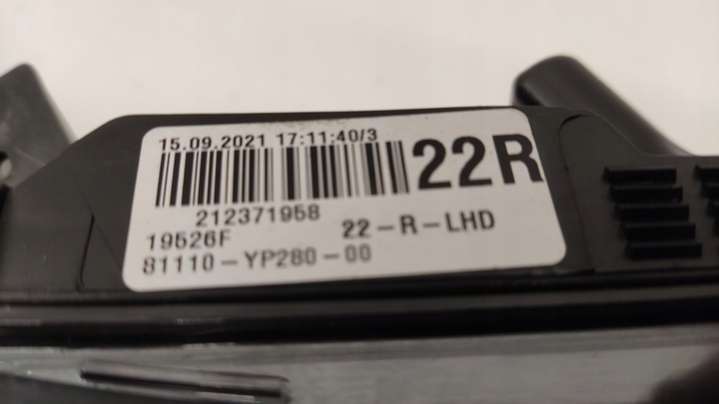 15.09.2021 17:11:40/3
22R
212371958
19526F 22-R-LHD
81110-YP280-00